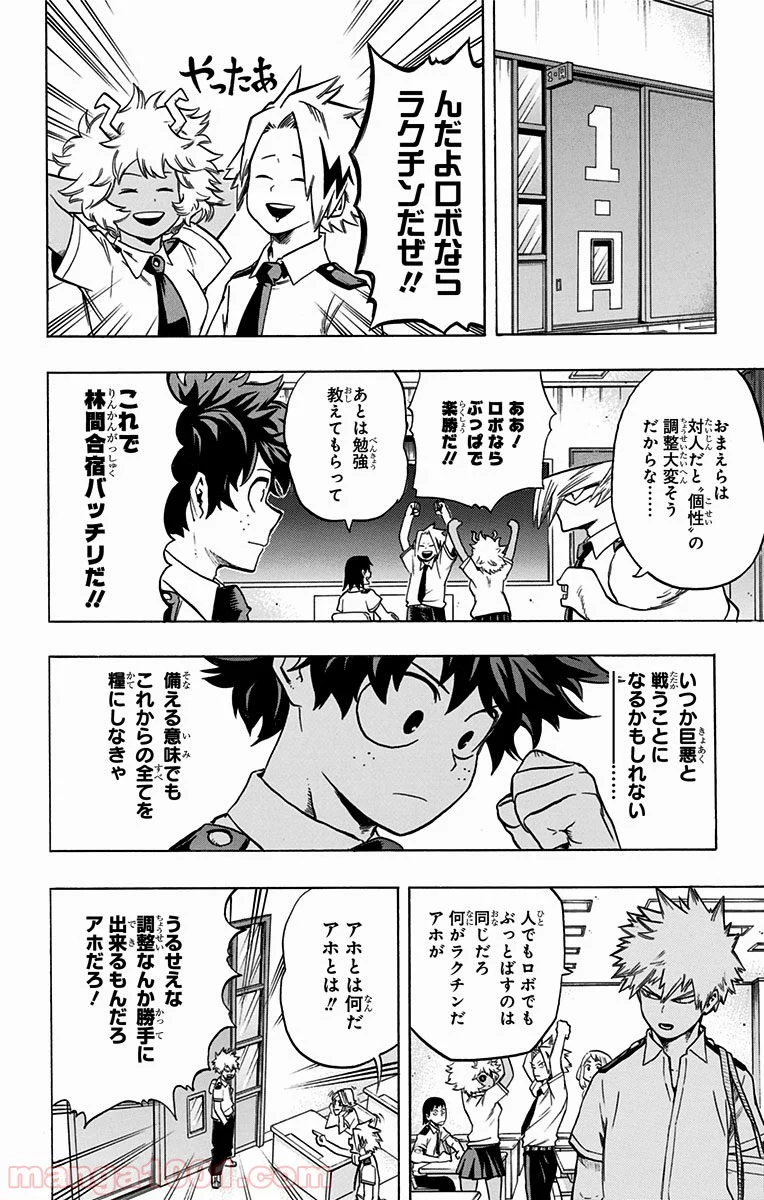 1-A
1-A
んだよロボなら
ラクチンだぜ!!
やったあ
おまえらは
対人だと〝個性〟の
調整大変そう
だからな……
ああ!
ロボなら
ぶっぱで
楽勝だ!!
あとは勉強
教えてもらって
これで
林間合宿バッチリだ!!
いつか巨悪と
戦うことに
なるかもしれない
………
備える意味でも
これからの全てを
糧にしなきゃ
人でもロボでも
ぶっとばすのは
同じだろ
何がラクチンだ
アホが
アホとは何だ
アホとは!!
うるせえな
調整なんか勝手に
出来るもんだろ
アホだろ!
manga1001.com